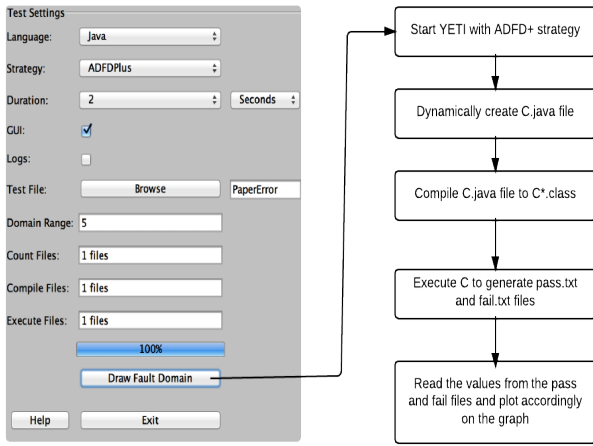 Test Settings
Language: Java
Strategy: ADFDPlus
Duration: 2 Seconds
GUI:
Logs:
Test File: Browse PaperError
Domain Range: 5
Count Files: 1 files
Compile Files: 1 files
Execute Files: 1 files
100%
Draw Fault Domain
Help Exit
Start YETI with ADFD+ strategy
Dynamically create C.java file
Compile C.java file to C*.class
Execute C to generate pass.txt
and fail.txt files
Read the values from the pass
and fail files and plot accordingly
on the graph